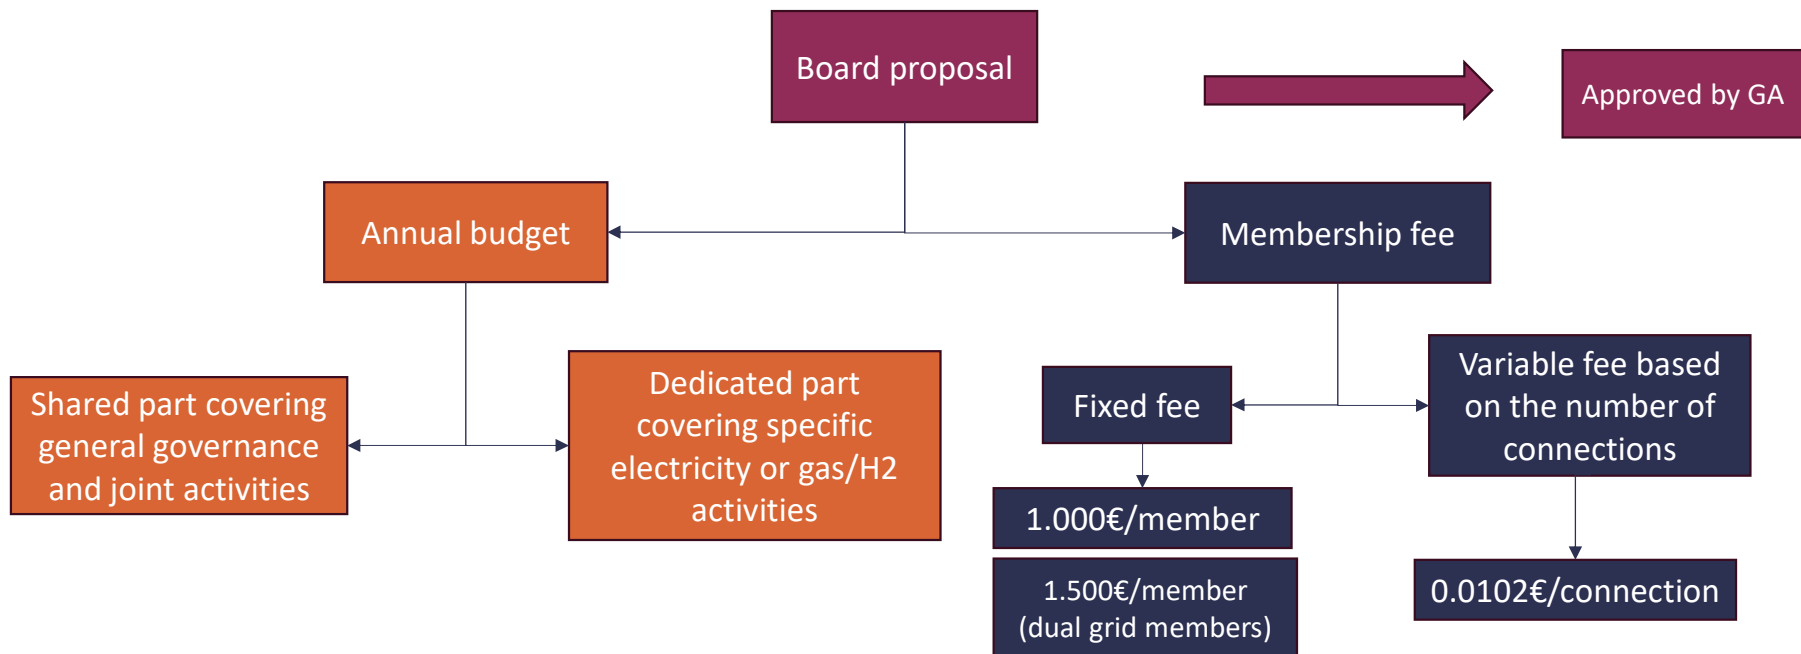 Board proposal
Approved by GA
Annual budget
Membership fee
Shared part covering
general governance
and joint activities
Dedicated part
covering specific
electricity or gas/H2
activities
Fixed fee
Variable fee based
on the number of
connections
1.000€/member
1.500€/member
(dual grid members)
0.0102€/connection